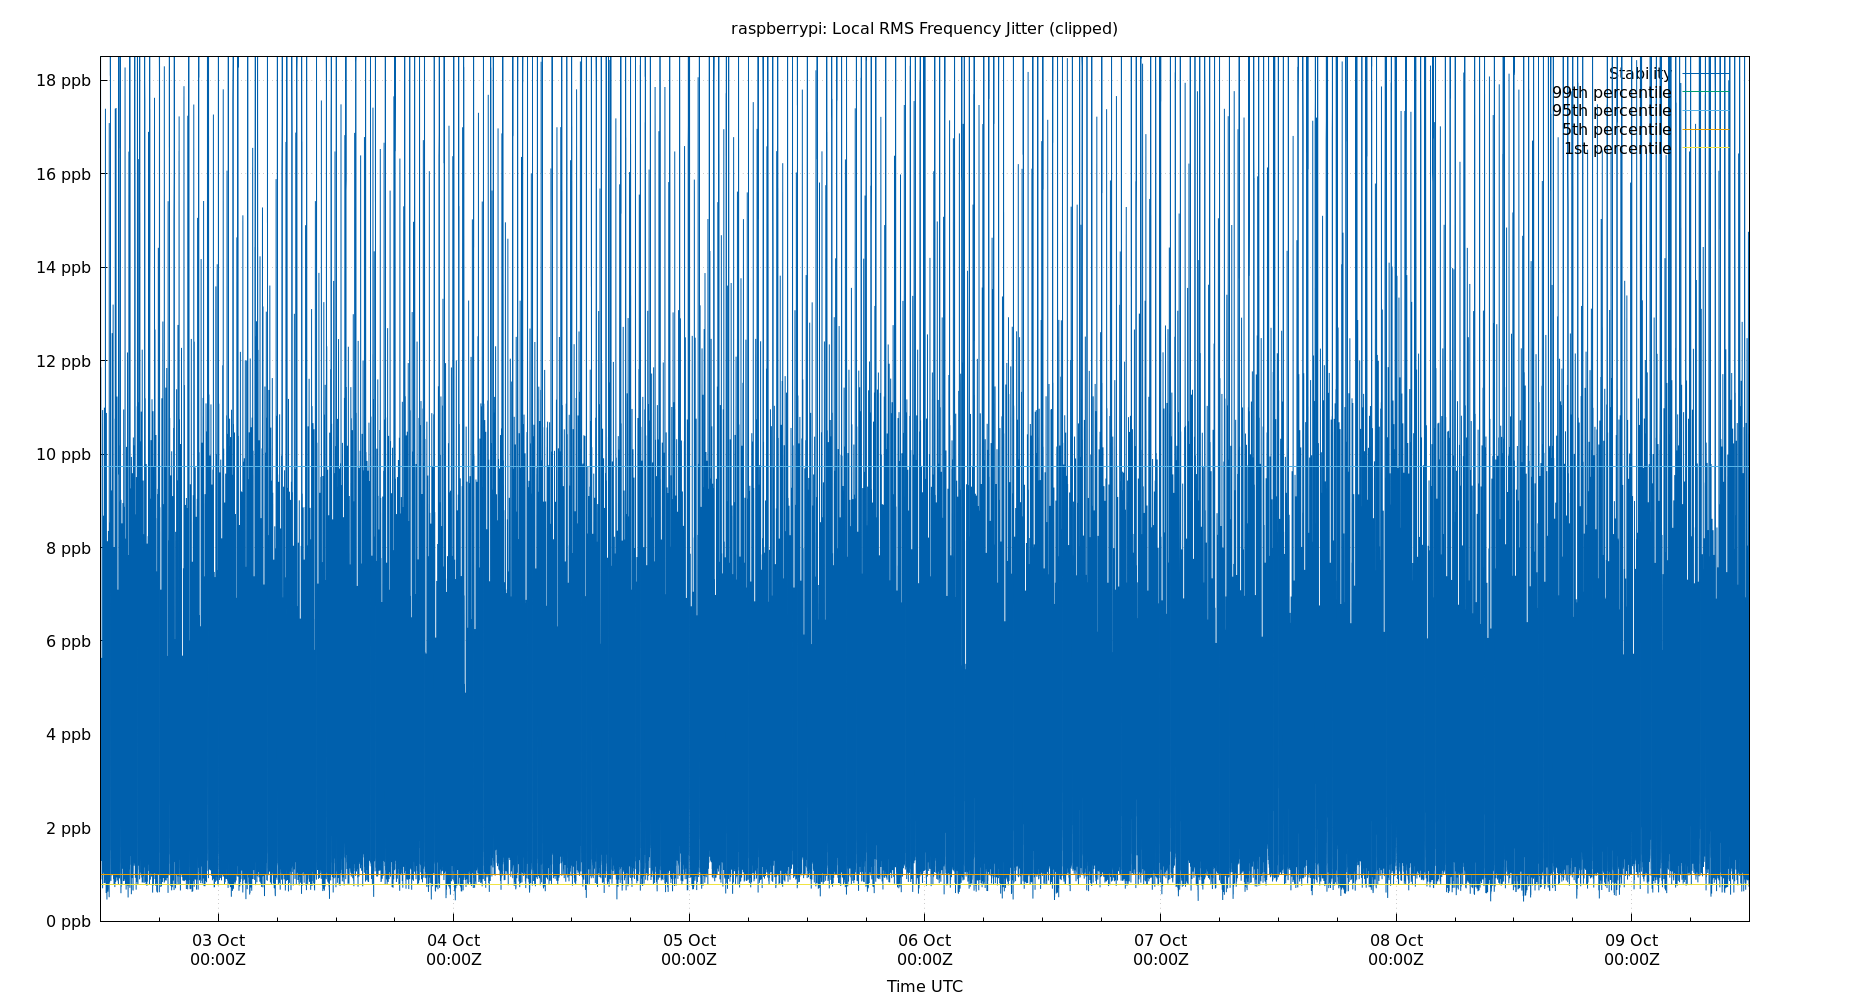 raspberrypi: Local RMS Frequency Jitter (clipped)
18 ppb
16 ppb
14 ppb
12 ppb
10 ppb
8 ppb
6 ppb
4 ppb
2 ppb
0 ppb
Stability
99th percentile
95th percentile
5th percentile
1st percentile
03 Oct 04 Oct 05 Oct 06 Oct 07 Oct 08 Oct 09 Oct
00:00Z 00:00Z 00:00Z 00:00Z 00:00Z 00:00Z 00:00Z
Time UTC